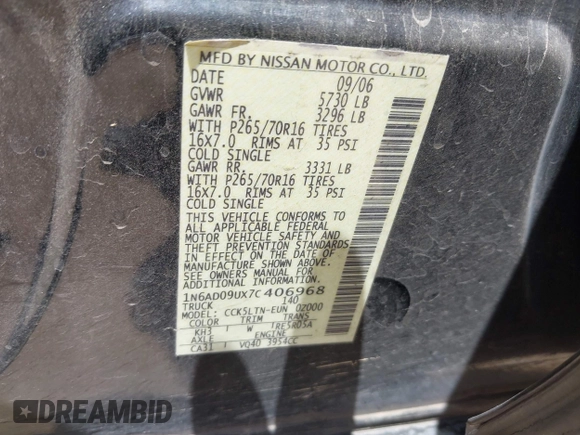 MFD BY NISSAN MOTOR CO., LTD.
DATE 09/06
GVWR 5730 LB
GAWR FR. 3296 LB
WITH P265/70R16 TIRES
16X7.0 RIMS AT 35 PSI
COLD SINGLE
GAWR RR. 3331 LB
WITH P265/70R16 TIRES
16X7.0 RIMS AT 35 PSI
COLD SINGLE
THIS VEHICLE CONFORMS TO
ALL APPLICABLE FEDERAL
MOTOR VEHICLE SAFETY AND
THEFT PREVENTION STANDARDS
IN EFFECT ON THE DATE OF
MANUFACTURE SHOWN ABOVE.
SEE OWNERS MANUAL FOR
ADDITIONAL INFORMATION
1N6AD09UX7C406968
TRUCK 140
MODEL: CCK5LTN-EUN 02000
COLOR TRIM TRANS
KH3 W RE5R05A
AXLE ENGINE
CA31 VQ40 3954CC
DREAMBID